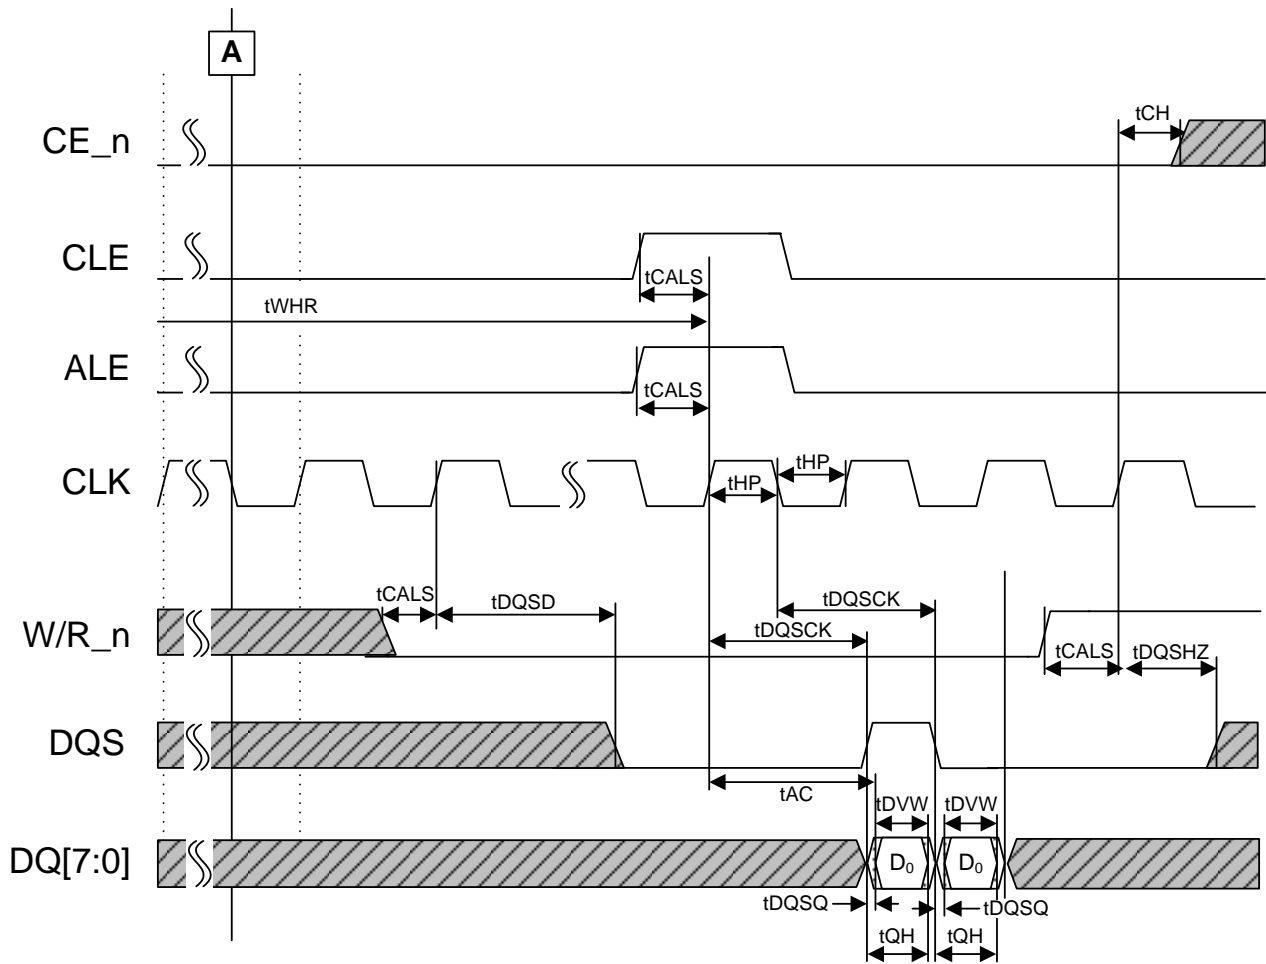 A
CE_n
tCH
CLE
tCALS
tWHR
ALE
tCALS
CLK
tHP
tHP
W/R_n
tCALS
tDQSD
tDQSCK
tDQSCK
tCALS
tDQSHZ
DQS
tAC
tDVW
tDVW
DQ[7:0]
D₀
D₀
tDQSQ
tDQSQ
tQH
tQH